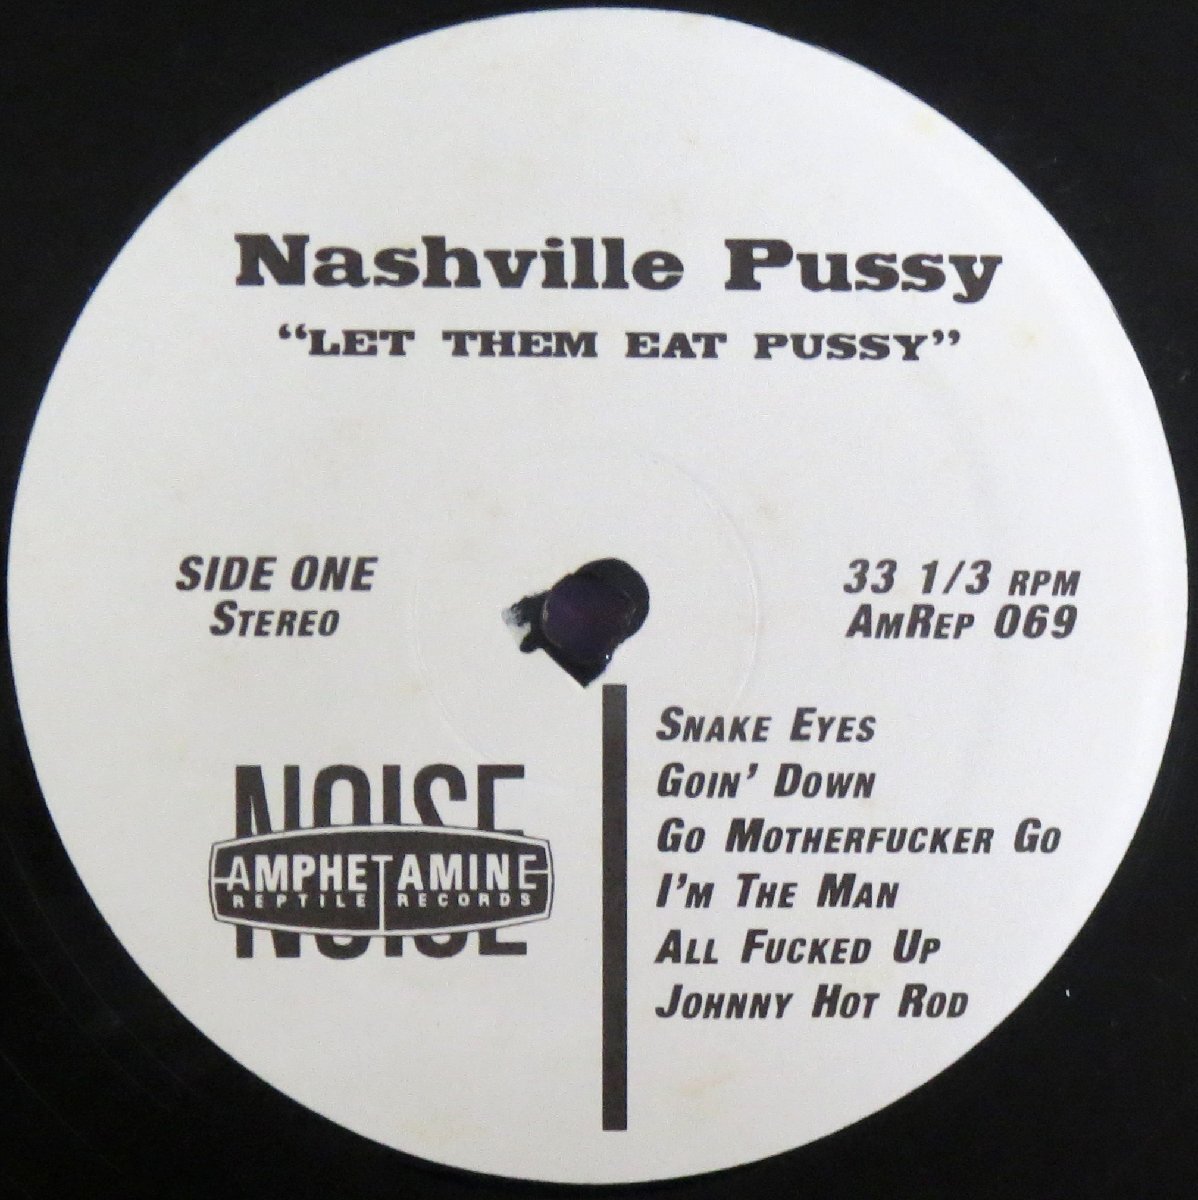 Nashville Pussy
“LET THEM EAT PUSSY”
SIDE ONE
STEREO
33 1/3 RPM
AMREP 069
NOISE
AMPHETAMINE
REPTILE RECORDS
NOISE
SNAKE EYES
GOIN’ DOWN
GO MOTHERFUCKER GO
I’M THE MAN
ALL FUCKED UP
JOHNNY HOT ROD